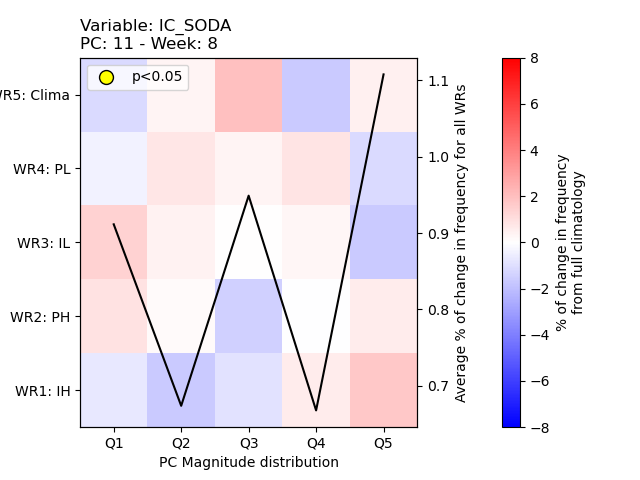 Variable: IC_SODA
PC: 11 - Week: 8
p<0.05
WR5: Clima
WR4: PL
WR3: IL
WR2: PH
WR1: IH
Q1 Q2 Q3 Q4 Q5
PC Magnitude distribution
1.1
1.0
0.9
0.8
0.7
Average % of change in frequency for all WRs
8
6
4
2
0
−2
−4
−6
−8
% of change in frequency
from full climatology